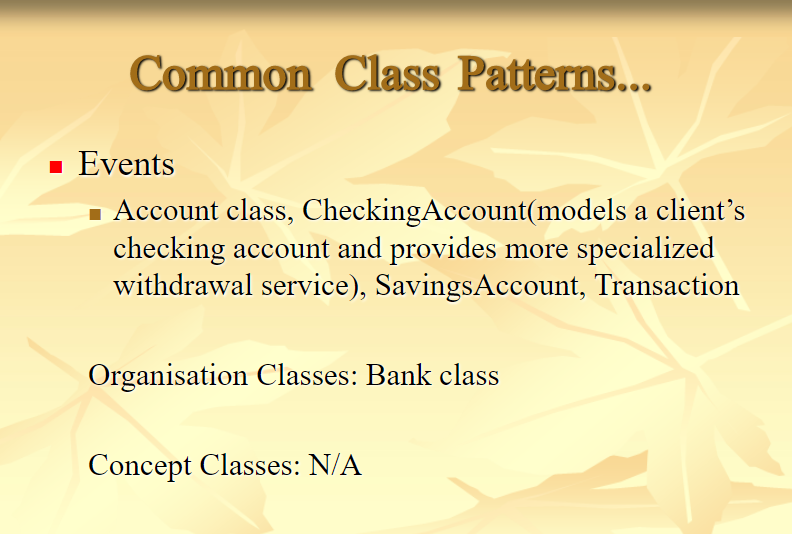 Common Class Patterns...
Events
Account class, CheckingAccount(models a client’s
checking account and provides more specialized
withdrawal service), SavingsAccount, Transaction
Organisation Classes: Bank class
Concept Classes: N/A